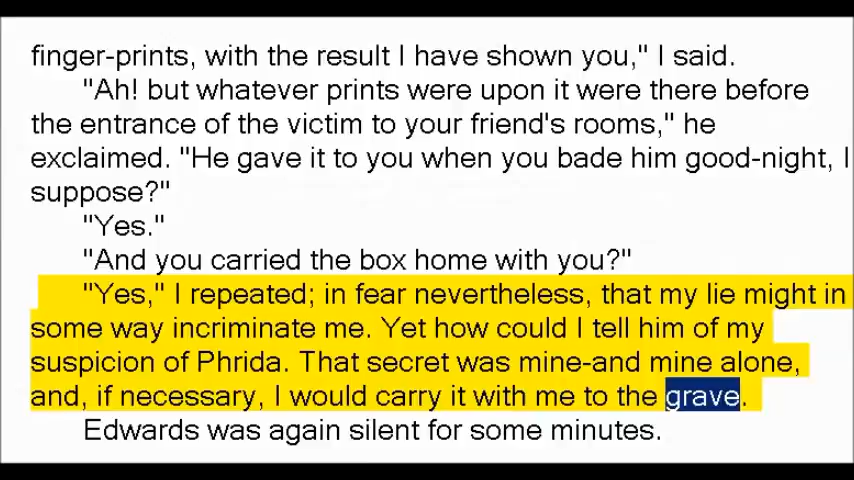 finger-prints, with the result I have shown you," I said.
"Ah! but whatever prints were upon it were there before
the entrance of the victim to your friend's rooms," he
exclaimed. "He gave it to you when you bade him good-night, I
suppose?"
"Yes."
"And you carried the box home with you?"
"Yes," I repeated; in fear nevertheless, that my lie might in
some way incriminate me. Yet how could I tell him of my
suspicion of Phrida. That secret was mine-and mine alone,
and, if necessary, I would carry it with me to the grave.
Edwards was again silent for some minutes.